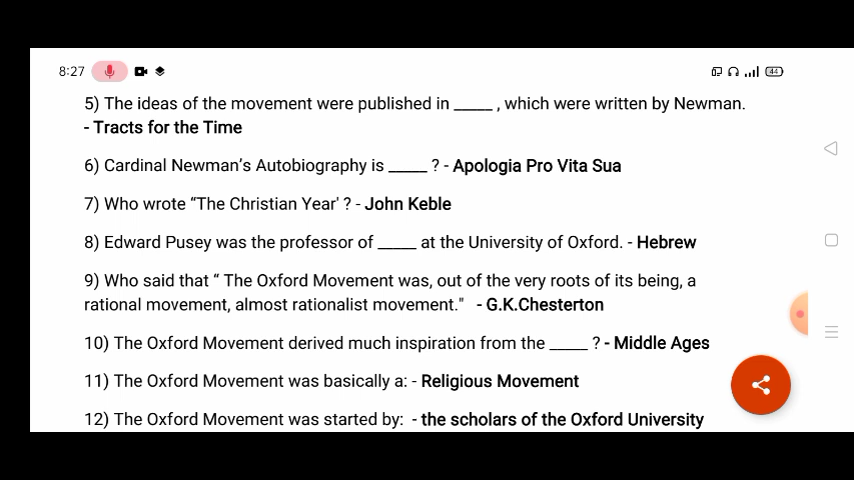 8:27
44
5) The ideas of the movement were published in _____ , which were written by Newman.
- Tracts for the Time
6) Cardinal Newman's Autobiography is _____ ? - Apologia Pro Vita Sua
7) Who wrote “The Christian Year' ? - John Keble
8) Edward Pusey was the professor of _____ at the University of Oxford. - Hebrew
9) Who said that “ The Oxford Movement was, out of the very roots of its being, a
rational movement, almost rationalist movement." - G.K.Chesterton
10) The Oxford Movement derived much inspiration from the _____ ? - Middle Ages
11) The Oxford Movement was basically a: - Religious Movement
12) The Oxford Movement was started by: - the scholars of the Oxford University